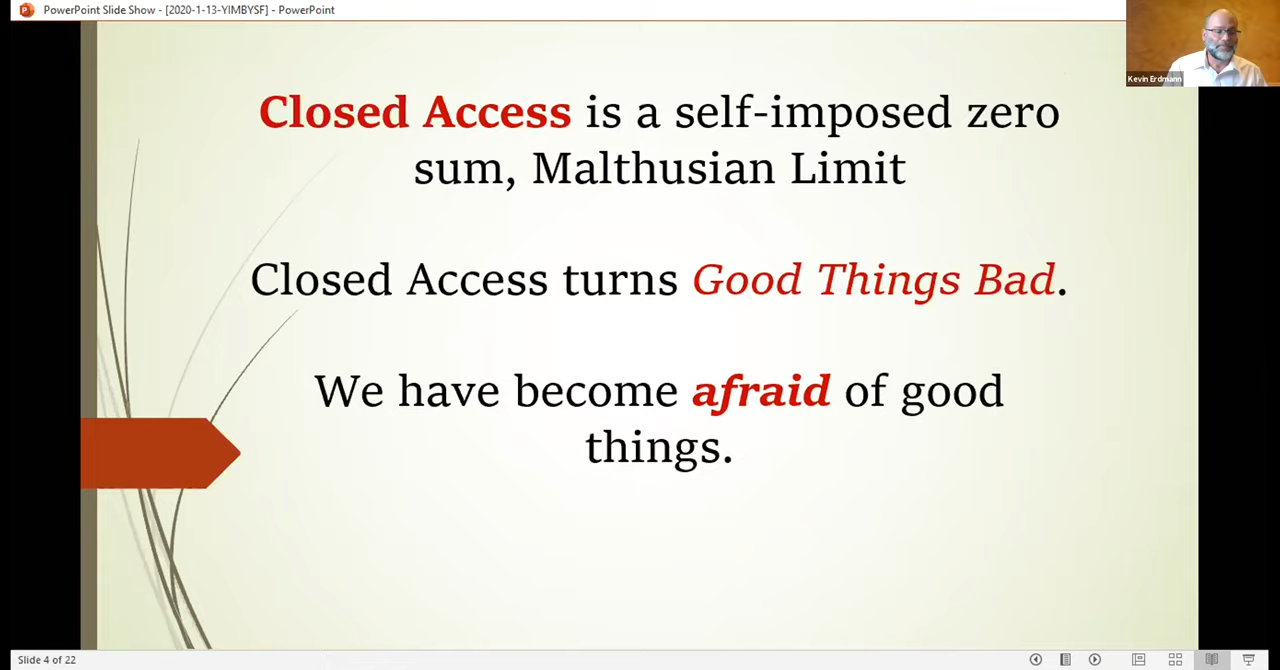 PowerPoint Slide Show - [2020-1-13-YIMBYSF] - PowerPoint
Kevin Erdmann
Closed Access is a self-imposed zero
sum, Malthusian Limit
Closed Access turns Good Things Bad.
We have become afraid of good
things.
Slide 4 of 22